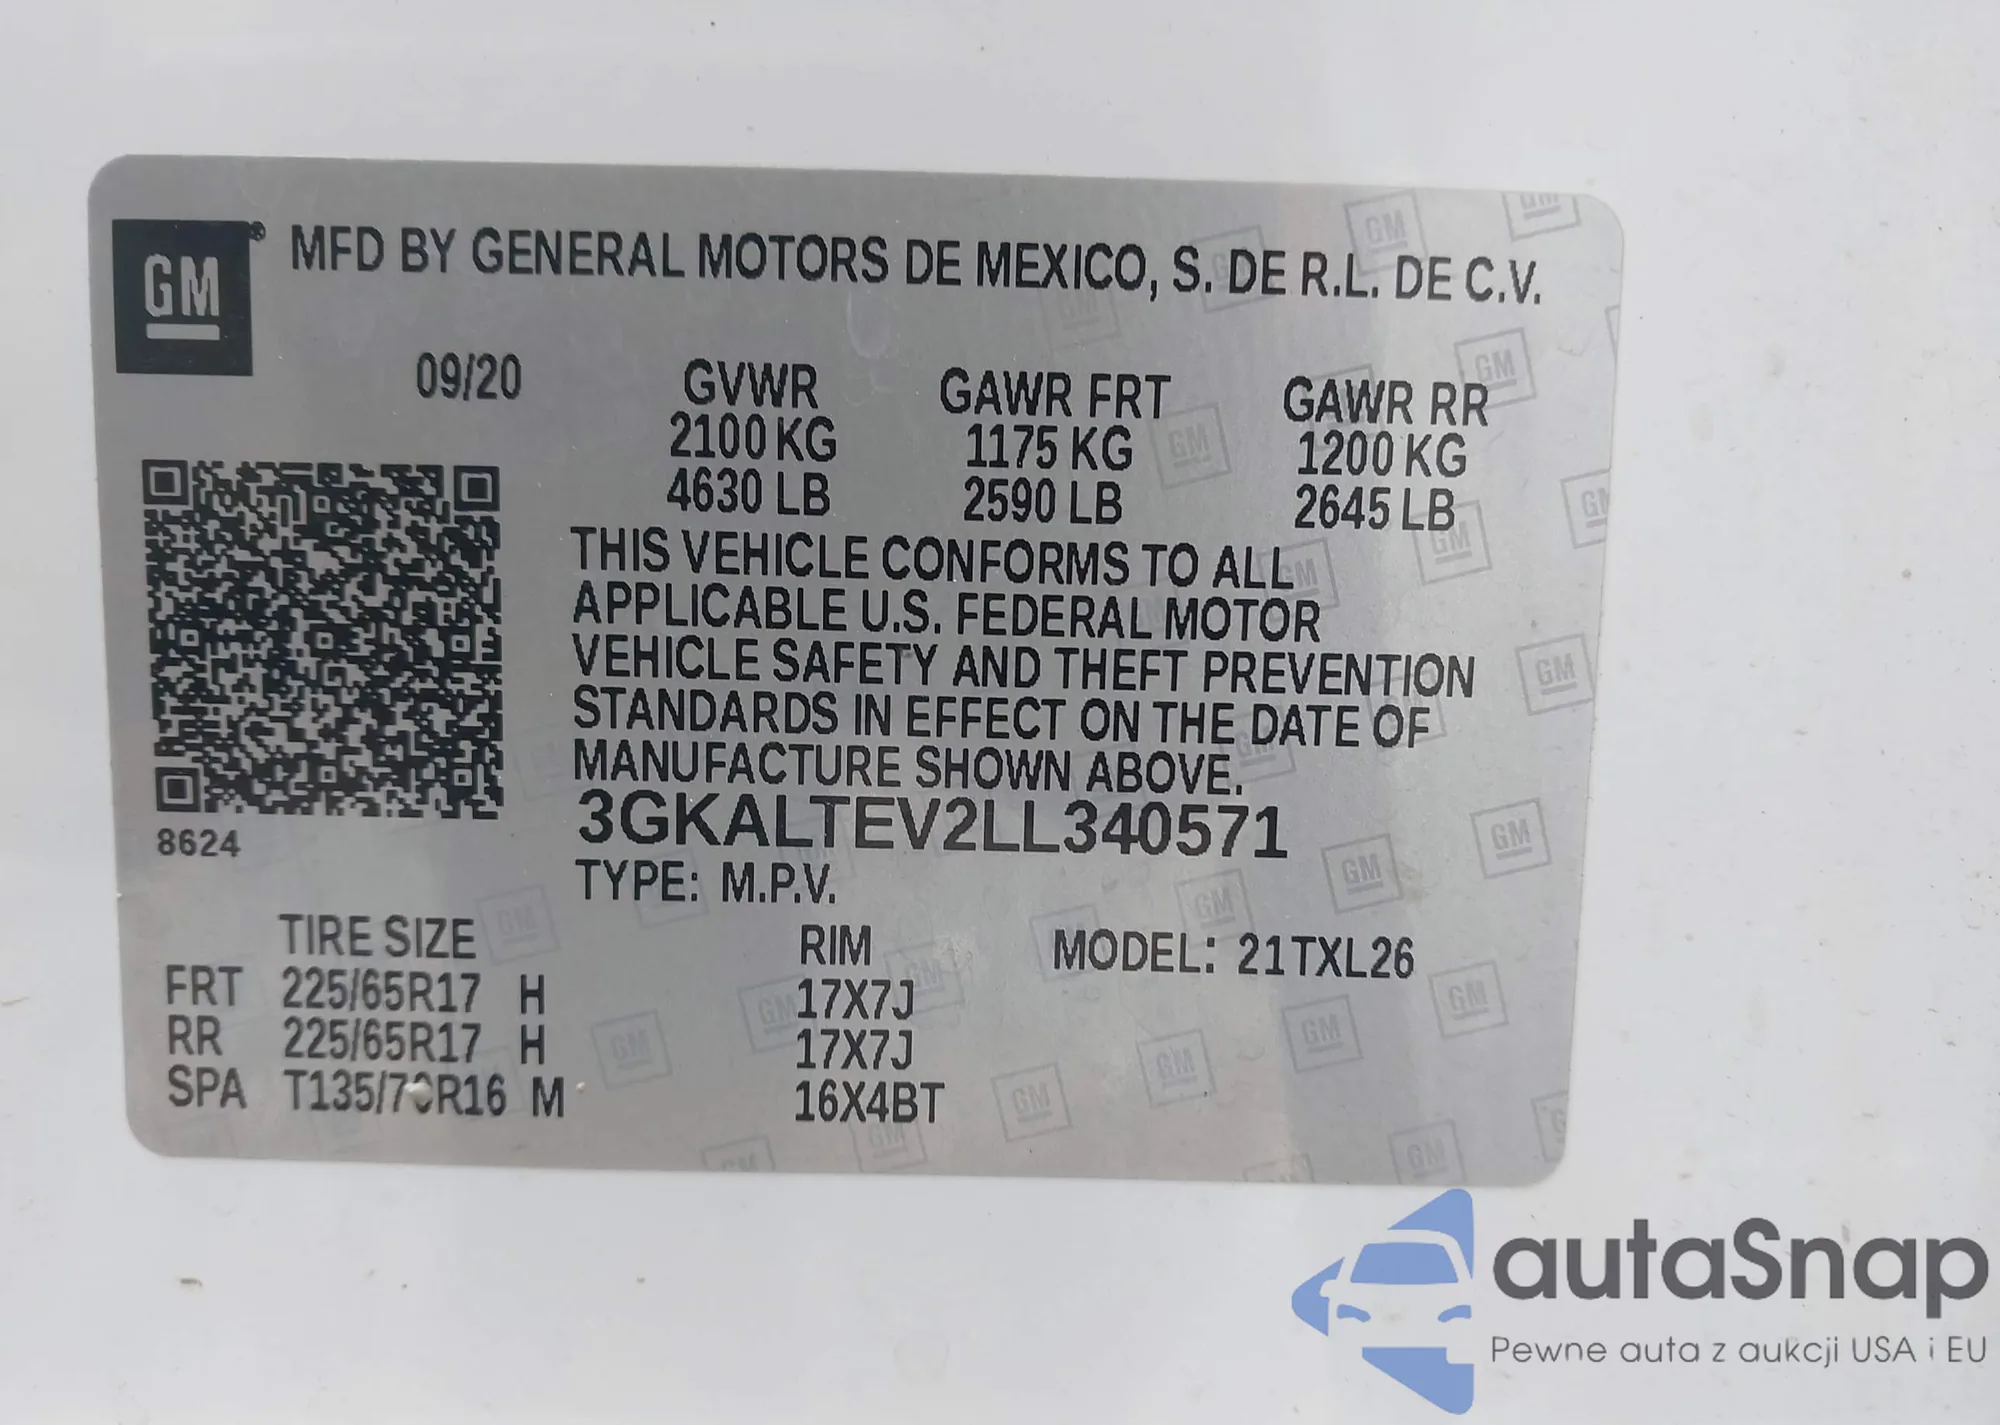 GM® MFD BY GENERAL MOTORS DE MEXICO, S. DE R.L. DE C.V.
09/20 GVWR GAWR FRT GAWR RR
2100 KG 1175 KG 1200 KG
4630 LB 2590 LB 2645 LB
THIS VEHICLE CONFORMS TO ALL
APPLICABLE U.S. FEDERAL MOTOR
VEHICLE SAFETY AND THEFT PREVENTION
STANDARDS IN EFFECT ON THE DATE OF
MANUFACTURE SHOWN ABOVE.
3GKALTEV2LL340571
8624
TYPE: M.P.V.
TIRE SIZE RIM MODEL: 21TXL26
FRT 225/65R17 H 17X7J
RR 225/65R17 H 17X7J
SPA T135/70R16 M 16X4BT
autaSnap
Pewne auta z aukcji USA i EU